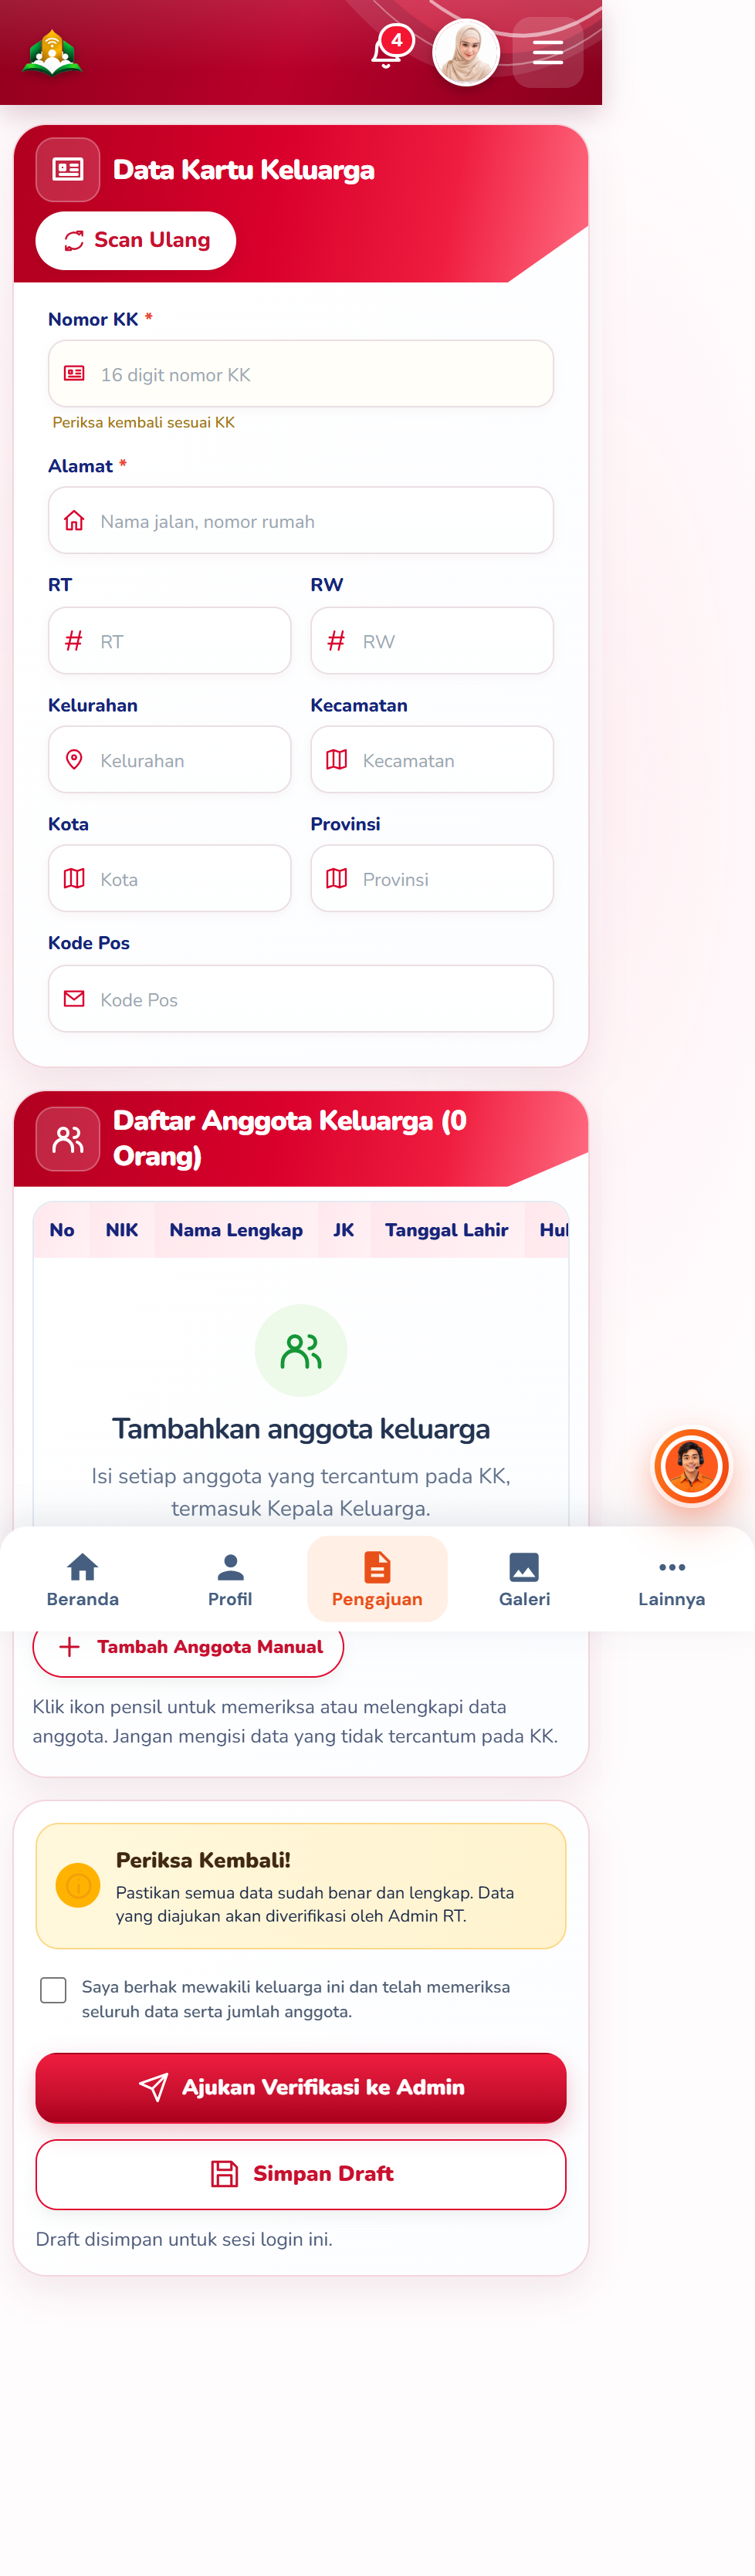 4
Data Kartu Keluarga
Scan Ulang
Nomor KK *
16 digit nomor KK
Periksa kembali sesuai KK
Alamat *
Nama jalan, nomor rumah
RT
RW
RT
RW
Kelurahan
Kecamatan
Kelurahan
Kecamatan
Kota
Provinsi
Kota
Provinsi
Kode Pos
Kode Pos
Daftar Anggota Keluarga (0
Orang)
No NIK Nama Lengkap JK Tanggal Lahir
Tambahkan anggota keluarga
Isi setiap anggota yang tercantum pada KK,
termasuk Kepala Keluarga.
Beranda Profil Pengajuan Galeri Lainnya
Tambah Anggota Manual
Klik ikon pensil untuk memeriksa atau melengkapi data
anggota. Jangan mengisi data yang tidak tercantum pada KK.
Periksa Kembali!
Pastikan semua data sudah benar dan lengkap. Data
yang diajukan akan diverifikasi oleh Admin RT.
Saya berhak mewakili keluarga ini dan telah memeriksa
seluruh data serta jumlah anggota.
Ajukan Verifikasi ke Admin
Simpan Draft
Draft disimpan untuk sesi login ini.